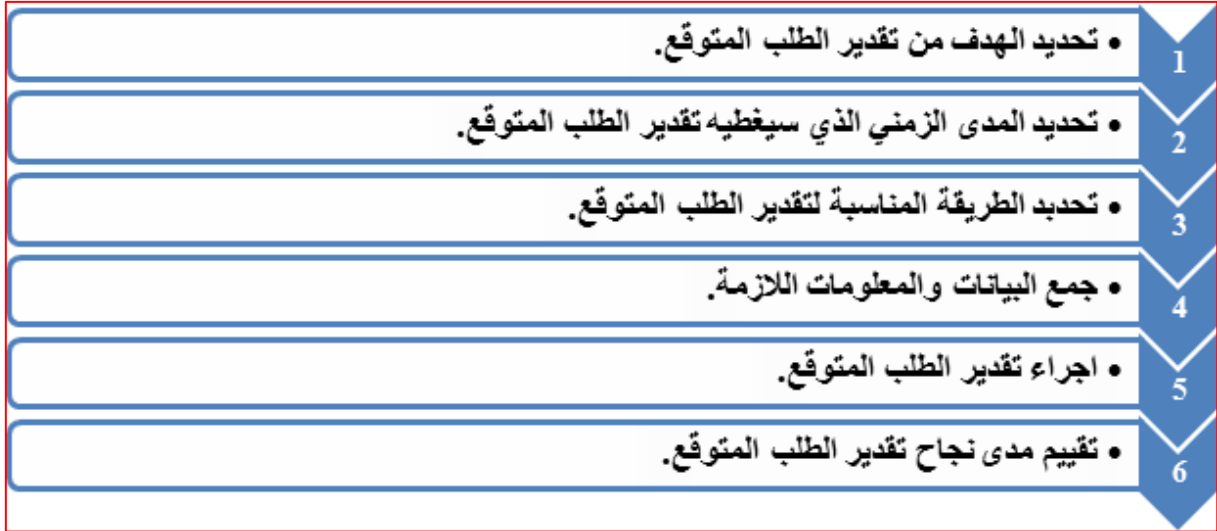 1 • تحديد الهدف من تقدير الطلب المتوقع.
2 • تحديد المدى الزمني الذي سيغطيه تقدير الطلب المتوقع.
3 • تحدبد الطريقة المناسبة لتقدير الطلب المتوقع.
4 • جمع البيانات والمعلومات اللازمة.
5 • اجراء تقدير الطلب المتوقع.
6 • تقييم مدى نجاح تقدير الطلب المتوقع.